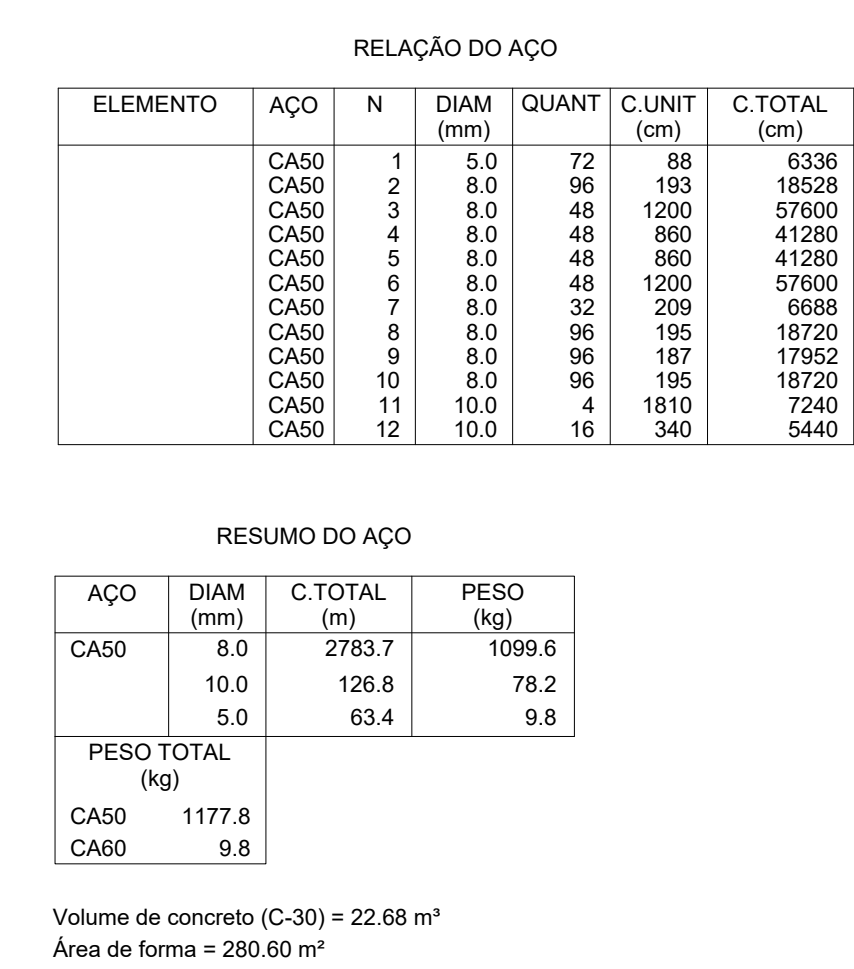 RELAÇÃO DO AÇO
ELEMENTO AÇO N DIAM (mm) QUANT C.UNIT (cm) C.TOTAL (cm)
CA50 1 5.0 72 88 6336
CA50 2 8.0 96 193 18528
CA50 3 8.0 48 1200 57600
CA50 4 8.0 48 860 41280
CA50 5 8.0 48 860 41280
CA50 6 8.0 48 1200 57600
CA50 7 8.0 32 209 6688
CA50 8 8.0 96 195 18720
CA50 9 8.0 96 187 17952
CA50 10 8.0 96 195 18720
CA50 11 10.0 4 1810 7240
CA50 12 10.0 16 340 5440
RESUMO DO AÇO
AÇO DIAM (mm) C.TOTAL (m) PESO (kg)
CA50 8.0 2783.7 1099.6
10.0 126.8 78.2
5.0 63.4 9.8
PESO TOTAL
(kg)
CA50 1177.8
CA60 9.8
Volume de concreto (C-30) = 22.68 m³
Área de forma = 280.60 m²